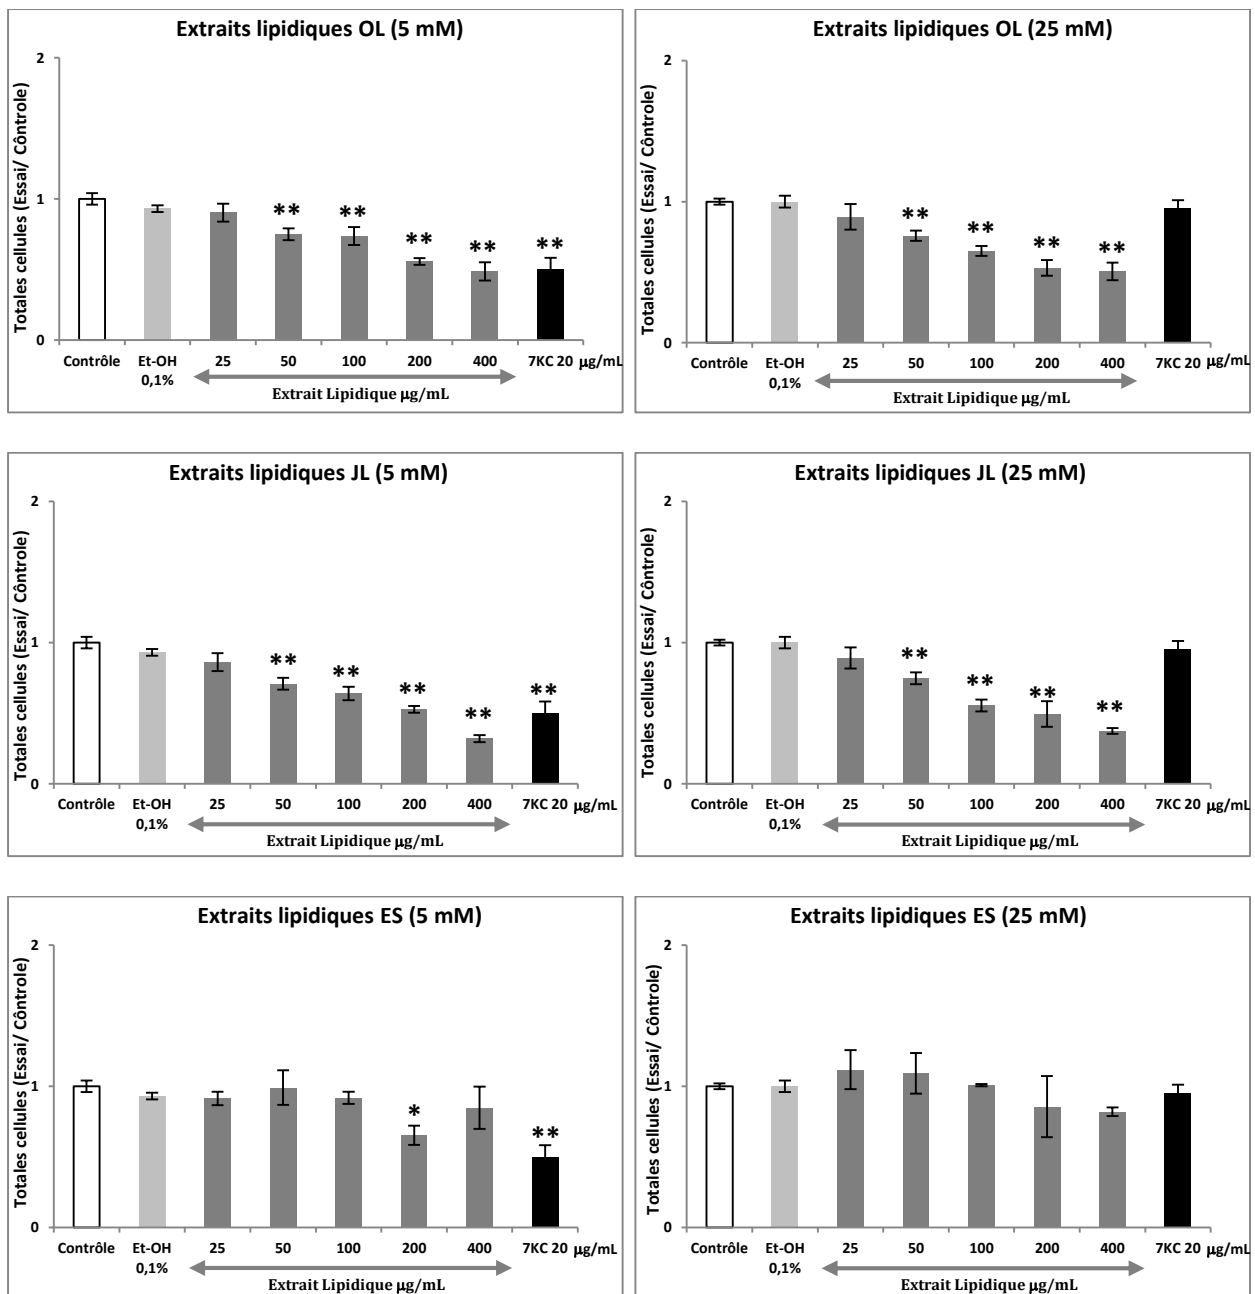 Extraits lipidiques OL (5 mM)
Totales cellules (Essai/ Côntrole)
2
1
0
** ** ** ** **
Contrôle Et-OH 0,1% 25 50 100 200 400 7KC 20 µg/mL
Extrait Lipidique µg/mL
Extraits lipidiques OL (25 mM)
Totales cellules (Essai/ Côntrole)
2
1
0
** ** ** **
Contrôle Et-OH 0,1% 25 50 100 200 400 7KC 20 µg/mL
Extrait Lipidique µg/mL
Extraits lipidiques JL (5 mM)
Totales cellules (Essai/ Côntrole)
2
1
0
** ** ** ** **
Contrôle Et-OH 0,1% 25 50 100 200 400 7KC 20 µg/mL
Extrait Lipidique µg/mL
Extraits lipidiques JL (25 mM)
Totales cellules (Essai/ Côntrole)
2
1
0
** ** ** **
Contrôle Et-OH 0,1% 25 50 100 200 400 7KC 20 µg/mL
Extrait Lipidique µg/mL
Extraits lipidiques ES (5 mM)
Totales cellules (Essai/ Côntrole)
2
1
0
* **
Contrôle Et-OH 0,1% 25 50 100 200 400 7KC 20 µg/mL
Extrait Lipidique µg/mL
Extraits lipidiques ES (25 mM)
Totales cellules (Essai/ Côntrole)
2
1
0
Contrôle Et-OH 0,1% 25 50 100 200 400 7KC 20 µg/mL
Extrait Lipidique µg/mL